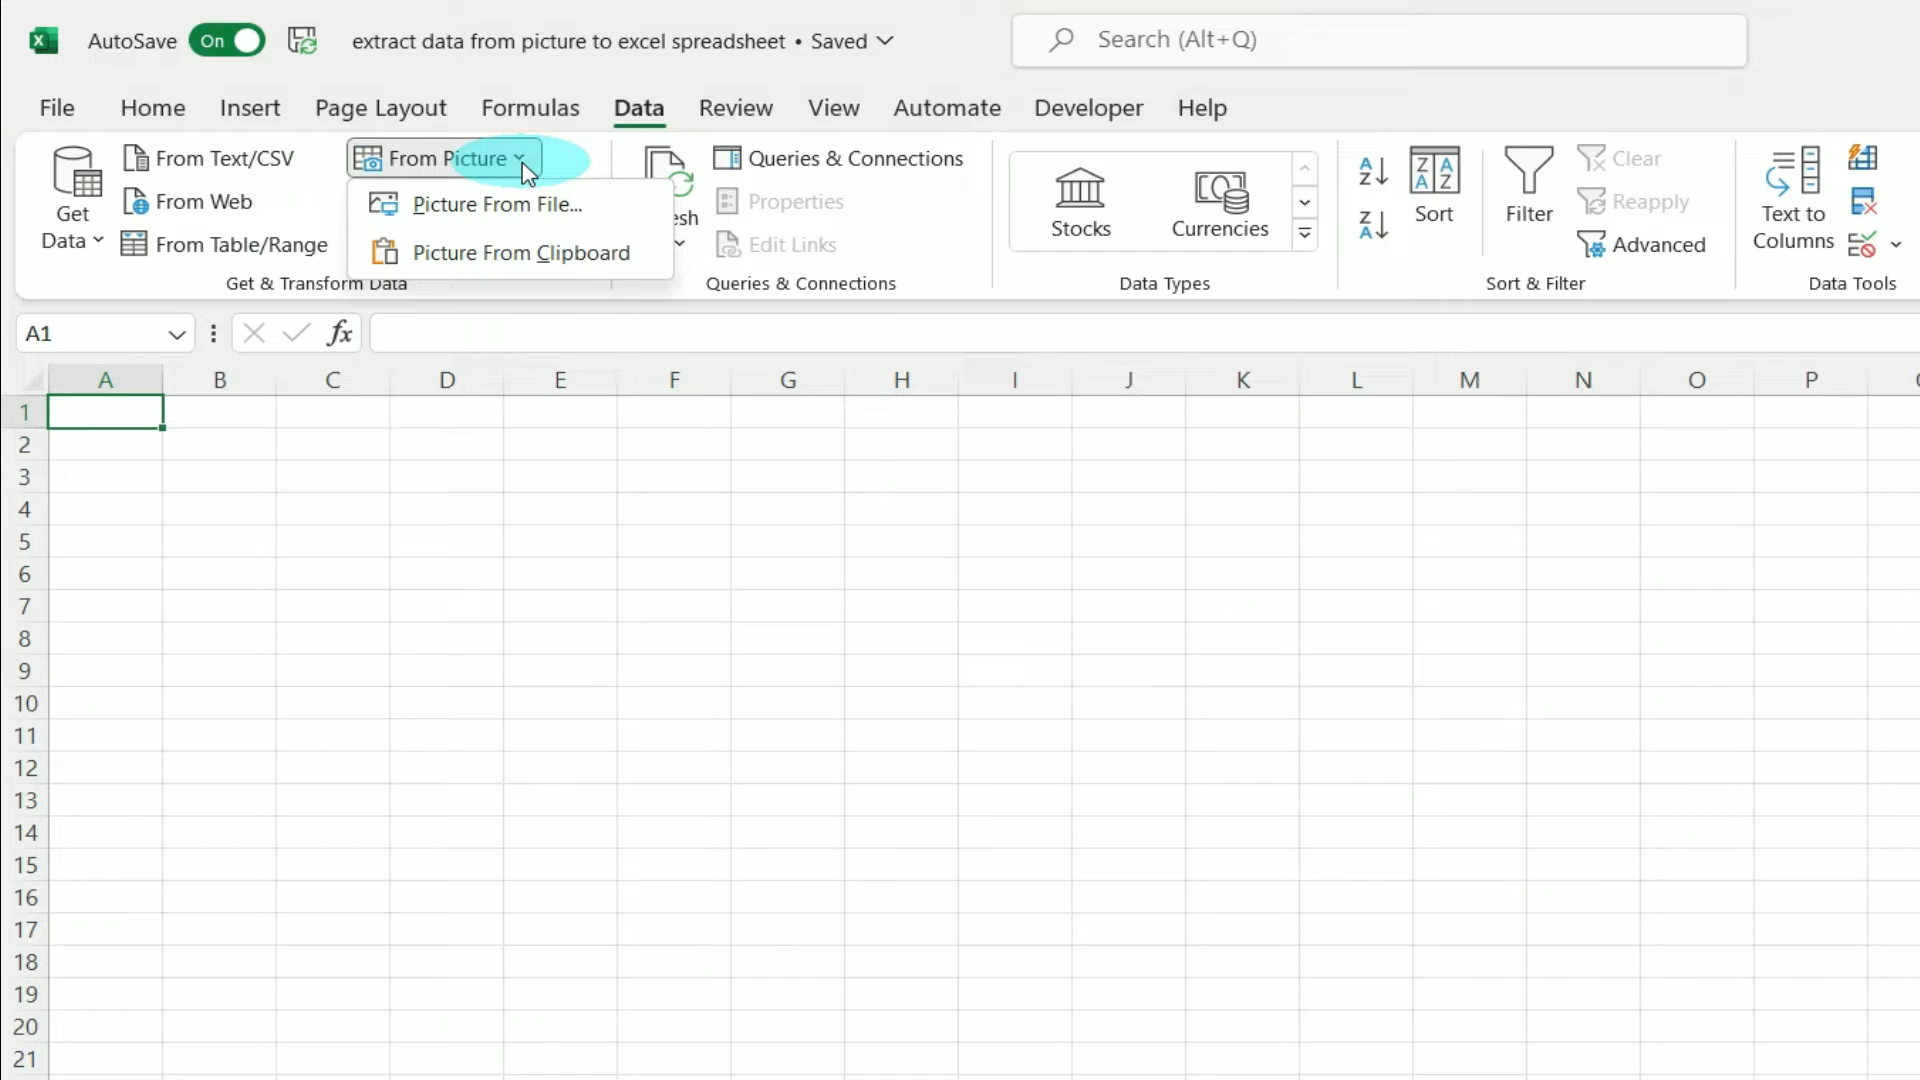 AutoSave On extract data from picture to excel spreadsheet • Saved Search (Alt+Q)
File Home Insert Page Layout Formulas Data Review View Automate Developer Help
Get Data
From Text/CSV
From Web
From Table/Range
From Picture
Picture From File...
Picture From Clipboard
Get & Transform Data
Queries & Connections
Properties
Edit Links
Queries & Connections
Stocks
Currencies
Data Types
Sort
Filter
Clear
Reapply
Advanced
Sort & Filter
Text to
Columns
Data Tools
A1 fx
A B C D E F G H I J K L M N O P
1
2
3
4
5
6
7
8
9
10
11
12
13
14
15
16
17
18
19
20
21